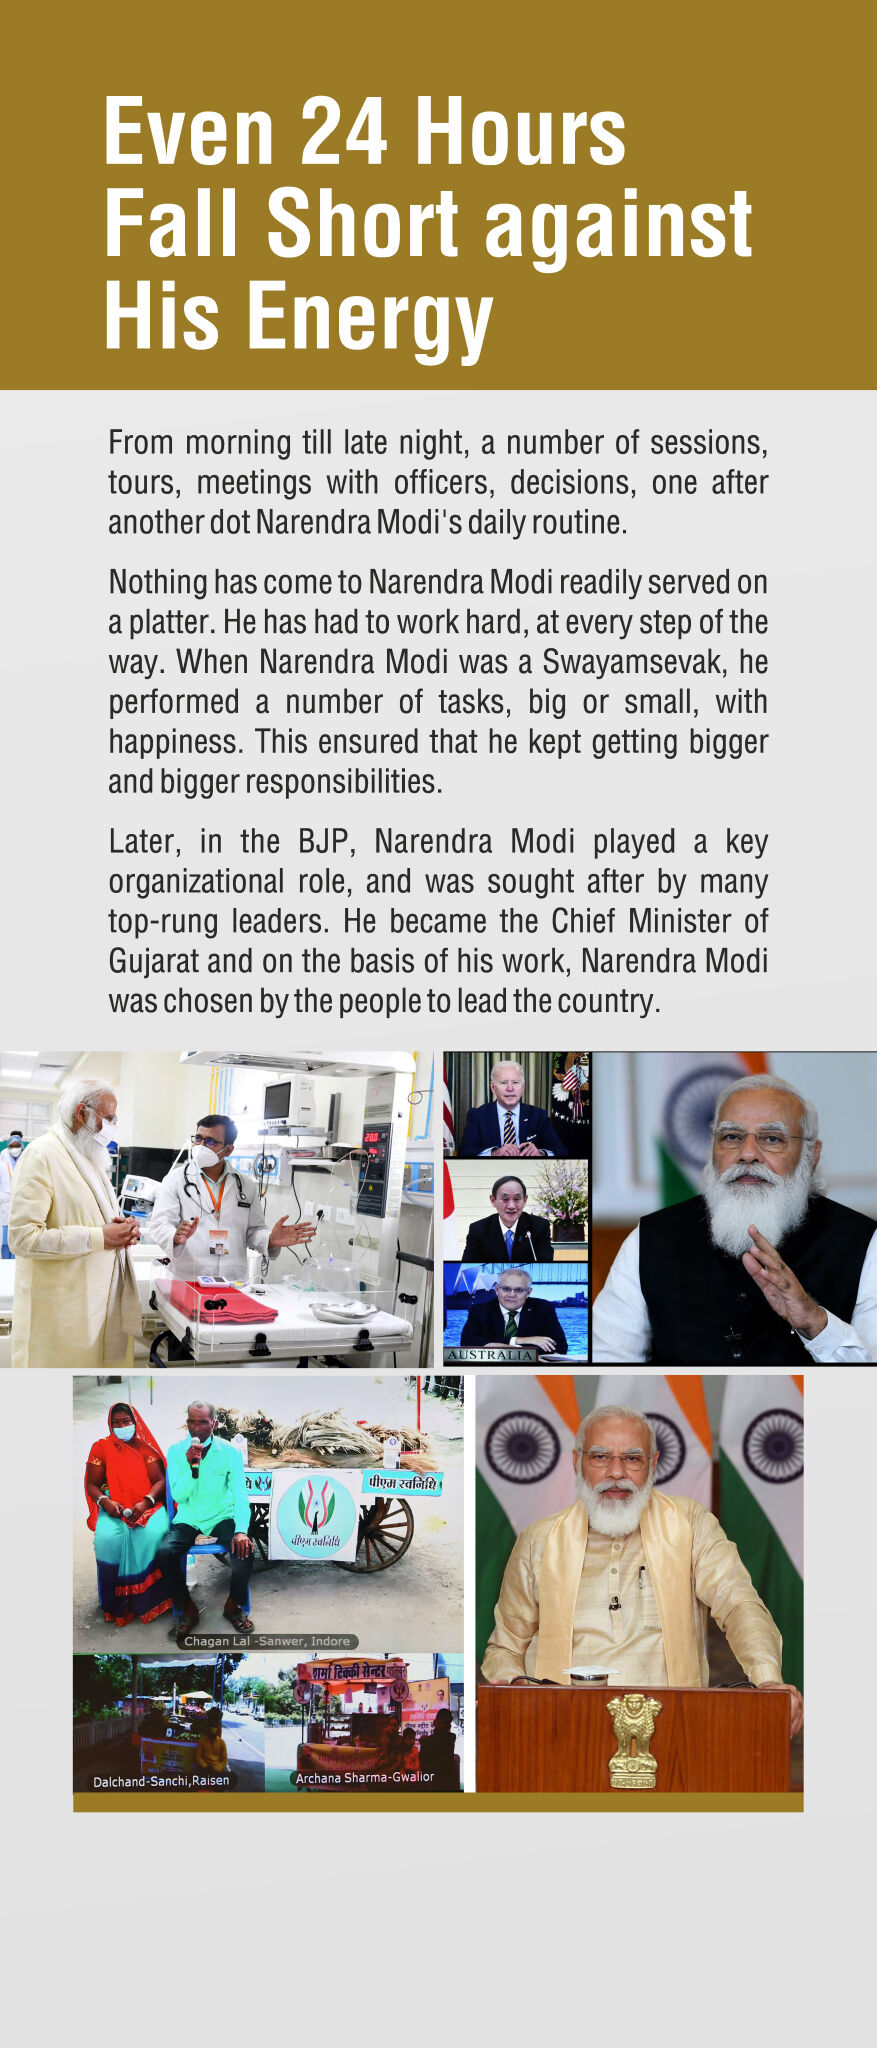 Even 24 Hours
Fall Short against
His Energy
From morning till late night, a number of sessions,
tours, meetings with officers, decisions, one after
another dot Narendra Modi's daily routine.
Nothing has come to Narendra Modi readily served on
a platter. He has had to work hard, at every step of the
way. When Narendra Modi was a Swayamsevak, he
performed a number of tasks, big or small, with
happiness. This ensured that he kept getting bigger
and bigger responsibilities.
Later, in the BJP, Narendra Modi played a key
organizational role, and was sought after by many
top-rung leaders. He became the Chief Minister of
Gujarat and on the basis of his work, Narendra Modi
was chosen by the people to lead the country.
AUSTRALIA
पीएम स्वनिधि
पीएम स्वनिधि
Chagan Lal -Sanwer, Indore
शर्मा टिक्की सेन्टर
Dalchand-Sanchi,Raisen
Archana Sharma-Gwalior